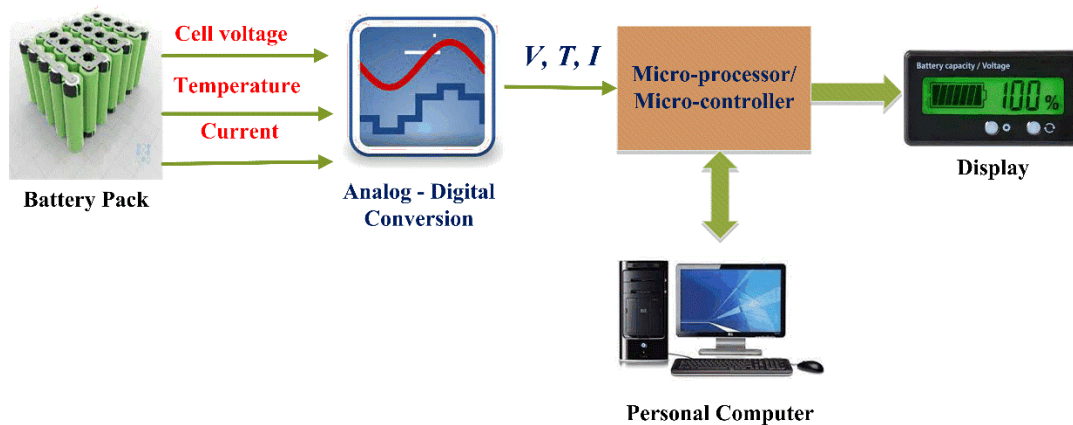 Cell voltage
Temperature
Current
Battery Pack
Analog - Digital
Conversion
V, T, I
Micro-processor/
Micro-controller
Battery capacity / Voltage
100%
Display
Personal Computer